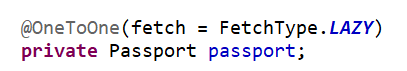 @OneToOne(fetch = FetchType.LAZY)
private Passport passport;